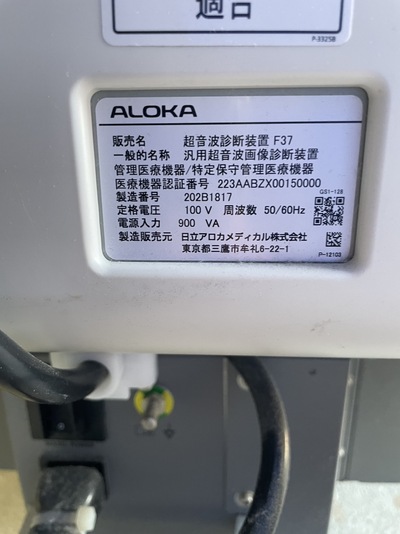 適合
P-33258
ALOKA
販売名 超音波診断装置 F37
一般的名称 汎用超音波画像診断装置
管理医療機器/特定保守管理医療機器
医療機器認証番号 223AABZX00150000
GS1-128
製造番号 202B1817
定格電圧 100 V 周波数 50/60Hz
電源入力 900 VA
製造販売元 日立アロカメディカル株式会社
東京都三鷹市牟礼6-22-1
P-12103